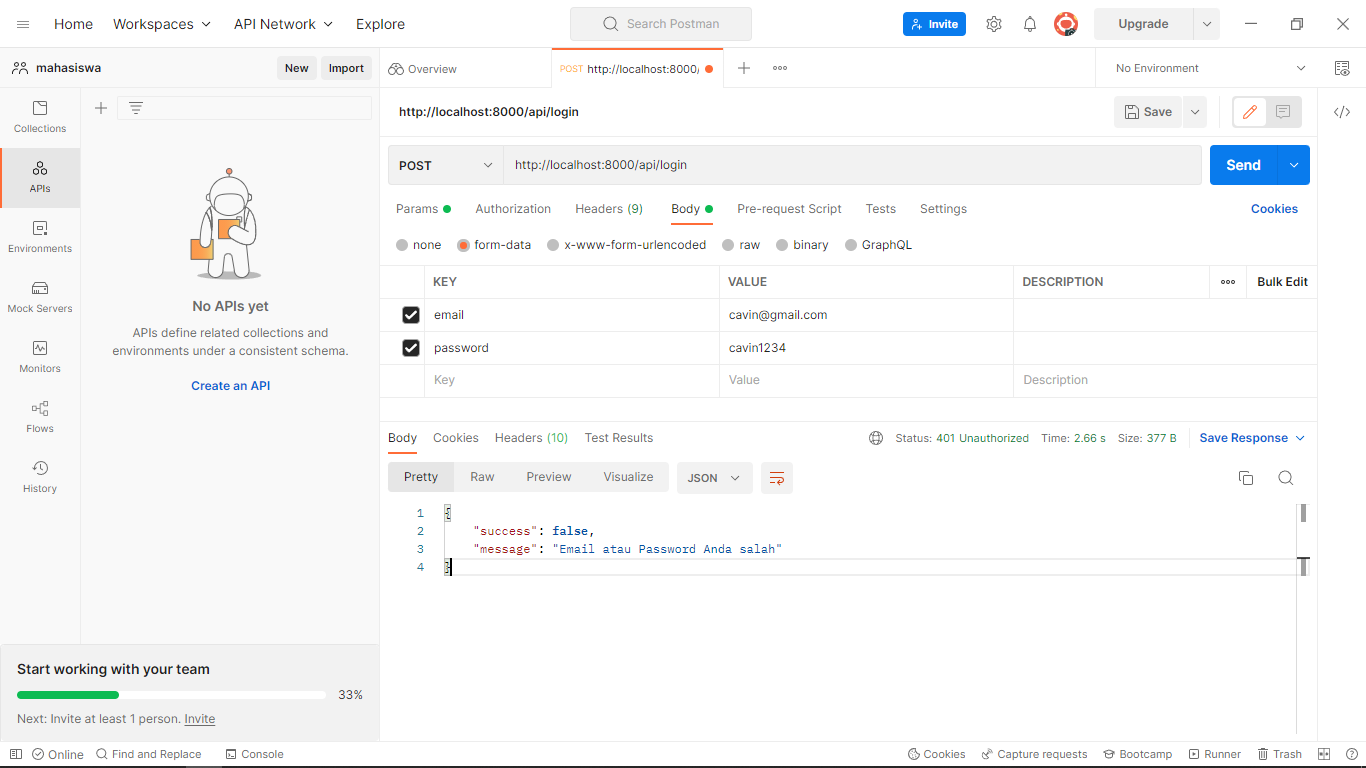 Home Workspaces API Network Explore Search Postman Invite Upgrade
mahasiswa New Import Overview POST http://localhost:8000/ No Environment
Collections
APIs
Environments
Mock Servers
Monitors
Flows
History
No APIs yet
APIs define related collections and
environments under a consistent schema.
Create an API
Start working with your team
33%
Next: Invite at least 1 person. Invite
http://localhost:8000/api/login Save </>
POST http://localhost:8000/api/login Send
Params Authorization Headers (9) Body Pre-request Script Tests Settings Cookies
none form-data x-www-form-urlencoded raw binary GraphQL
KEY VALUE DESCRIPTION Bulk Edit
email cavin@gmail.com
password cavin1234
Key Value Description
Body Cookies Headers (10) Test Results Status: 401 Unauthorized Time: 2.66 s Size: 377 B Save Response
Pretty Raw Preview Visualize JSON
1 {
2 "success": false,
3 "message": "Email atau Password Anda salah"
4 }
Online Find and Replace Console Cookies Capture requests Bootcamp Runner Trash